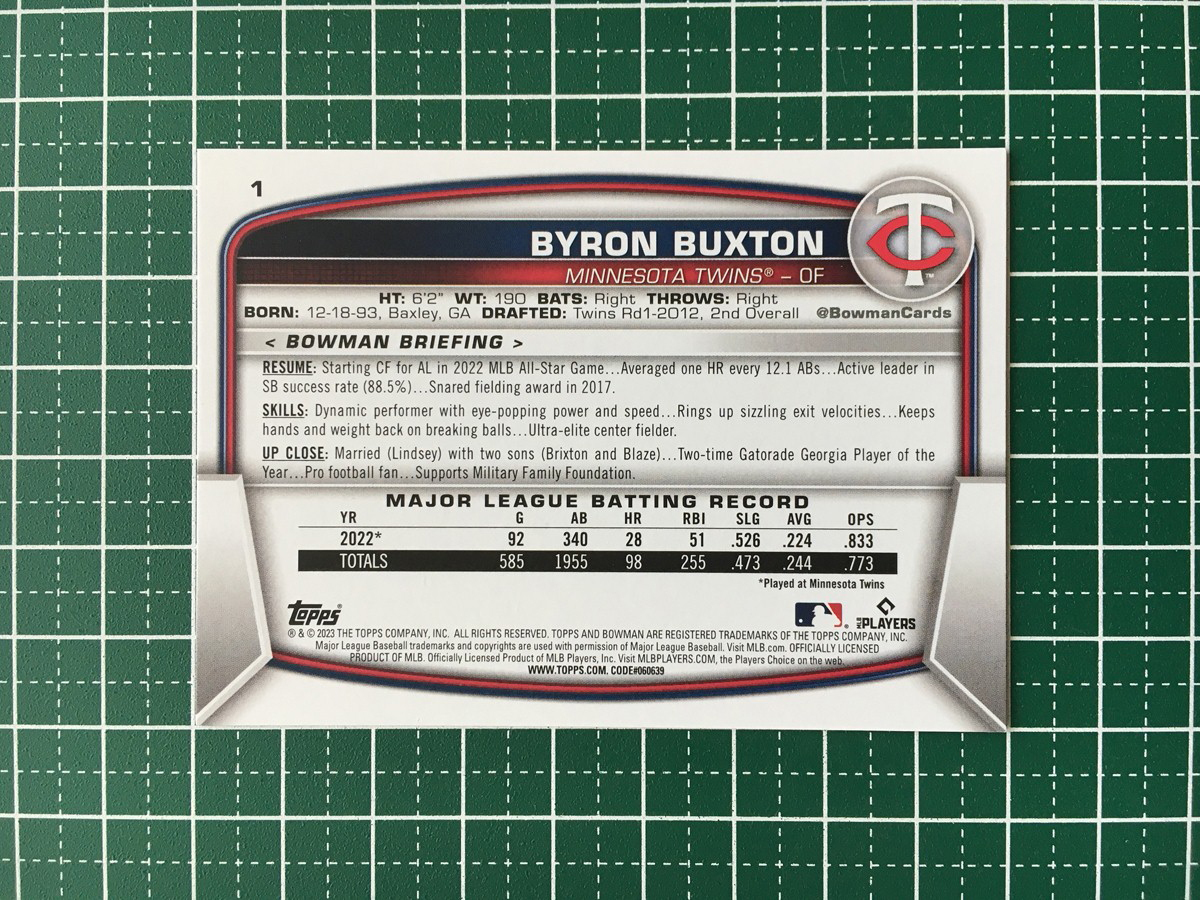 1
BYRON BUXTON
TC
™
MINNESOTA TWINS® – OF
HT: 6'2" WT: 190 BATS: Right THROWS: Right
BORN: 12-18-93, Baxley, GA DRAFTED: Twins Rd1-2012, 2nd Overall @BowmanCards
< BOWMAN BRIEFING >
RESUME: Starting CF for AL in 2022 MLB All-Star Game...Averaged one HR every 12.1 ABs...Active leader in
SB success rate (88.5%)...Snared fielding award in 2017.
SKILLS: Dynamic performer with eye-popping power and speed...Rings up sizzling exit velocities...Keeps
hands and weight back on breaking balls...Ultra-elite center fielder.
UP CLOSE: Married (Lindsey) with two sons (Brixton and Blaze)...Two-time Gatorade Georgia Player of the
Year...Pro football fan...Supports Military Family Foundation.
MAJOR LEAGUE BATTING RECORD
YR G AB HR RBI SLG AVG OPS
2022* 92 340 28 51 .526 .224 .833
TOTALS 585 1955 98 255 .473 .244 .773
*Played at Minnesota Twins
Topps® ® MLB PLAYERS
® & © 2023 THE TOPPS COMPANY, INC. ALL RIGHTS RESERVED. TOPPS AND BOWMAN ARE REGISTERED TRADEMARKS OF THE TOPPS COMPANY, INC.
Major League Baseball trademarks and copyrights are used with permission of Major League Baseball. Visit MLB.com. OFFICIALLY LICENSED
PRODUCT OF MLB. Officially Licensed Product of MLB Players, Inc. Visit MLBPLAYERS.COM, the Players Choice on the web.
WWW.TOPPS.COM. CODE#060639